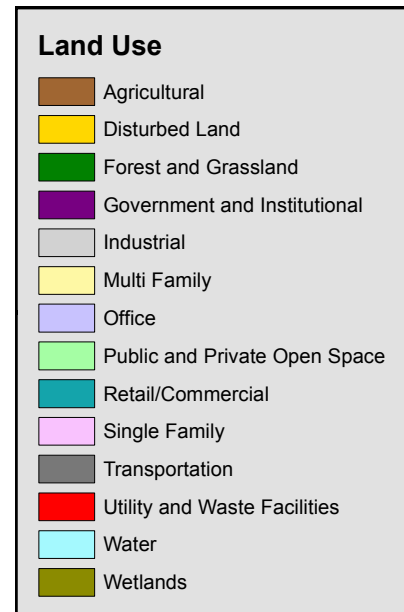 Land Use
Agricultural
Disturbed Land
Forest and Grassland
Government and Institutional
Industrial
Multi Family
Office
Public and Private Open Space
Retail/Commercial
Single Family
Transportation
Utility and Waste Facilities
Water
Wetlands